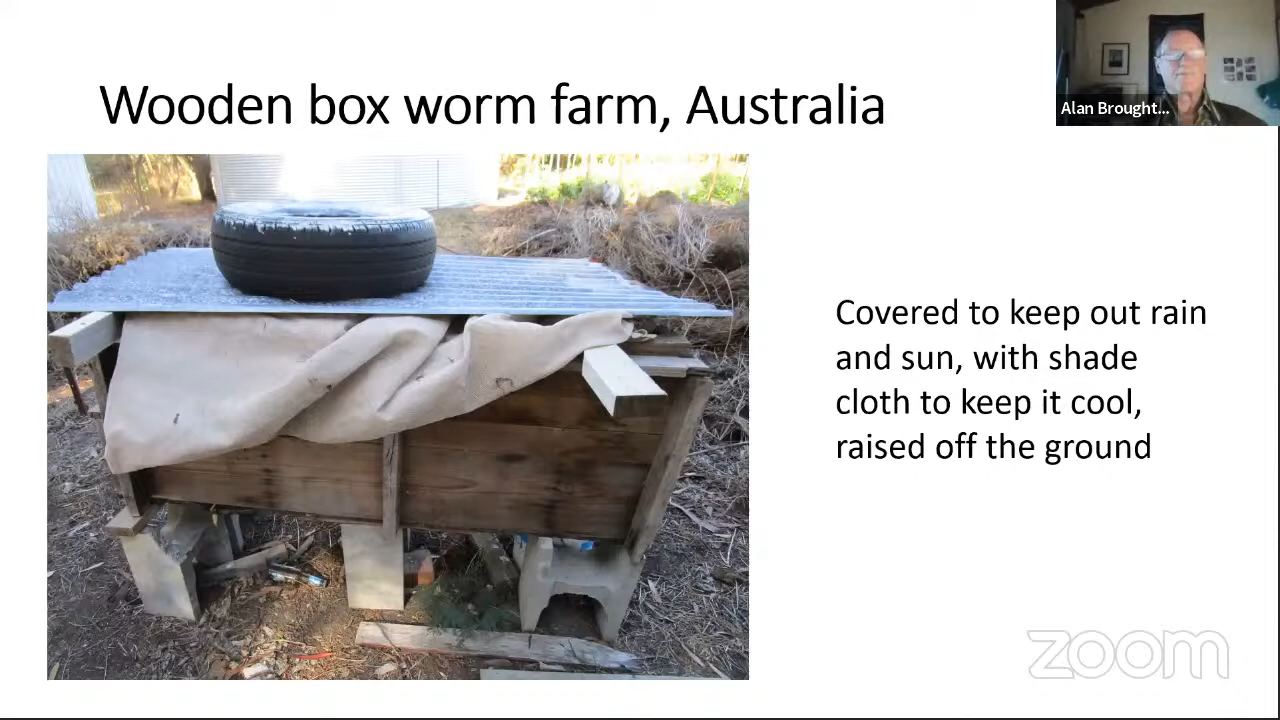 Wooden box worm farm, Australia
Alan Brought...
Covered to keep out rain
and sun, with shade
cloth to keep it cool,
raised off the ground
zoom